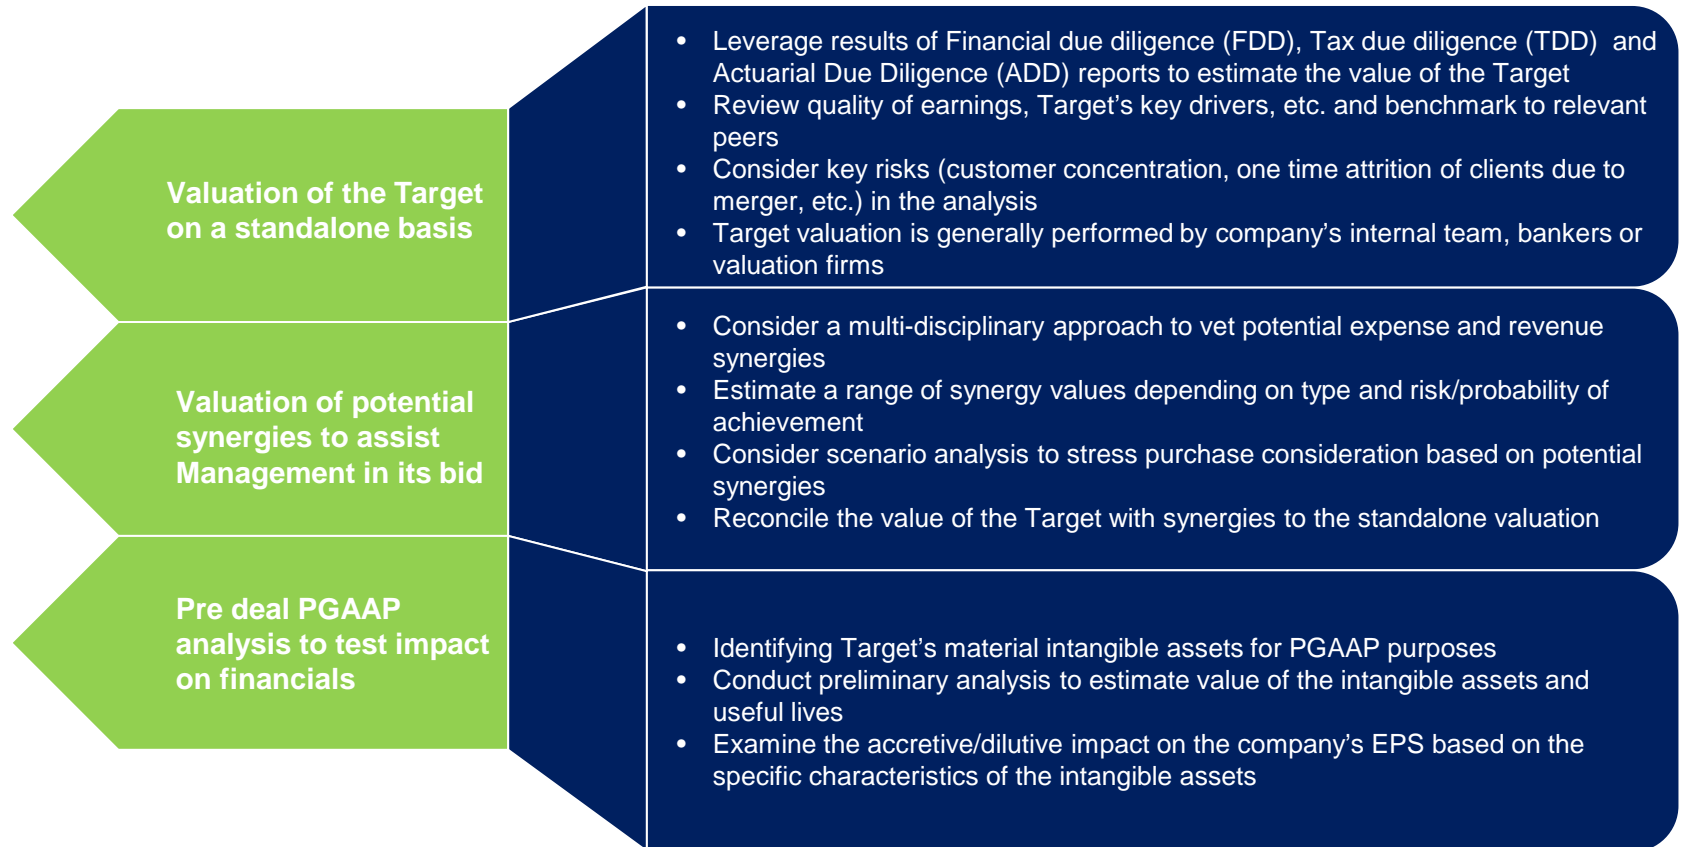 Valuation of the Target
on a standalone basis
• Leverage results of Financial due diligence (FDD), Tax due diligence (TDD)  and
Actuarial Due Diligence (ADD) reports to estimate the value of the Target
• Review quality of earnings, Target’s key drivers, etc. and benchmark to relevant
peers
• Consider key risks (customer concentration, one time attrition of clients due to
merger, etc.) in the analysis
• Target valuation is generally performed by company’s internal team, bankers or
valuation firms
Valuation of potential
synergies to assist
Management in its bid
• Consider a multi-disciplinary approach to vet potential expense and revenue
synergies
• Estimate a range of synergy values depending on type and risk/probability of
achievement
• Consider scenario analysis to stress purchase consideration based on potential
synergies
• Reconcile the value of the Target with synergies to the standalone valuation
Pre deal PGAAP
analysis to test impact
on financials
• Identifying Target’s material intangible assets for PGAAP purposes
• Conduct preliminary analysis to estimate value of the intangible assets and
useful lives
• Examine the accretive/dilutive impact on the company’s EPS based on the
specific characteristics of the intangible assets